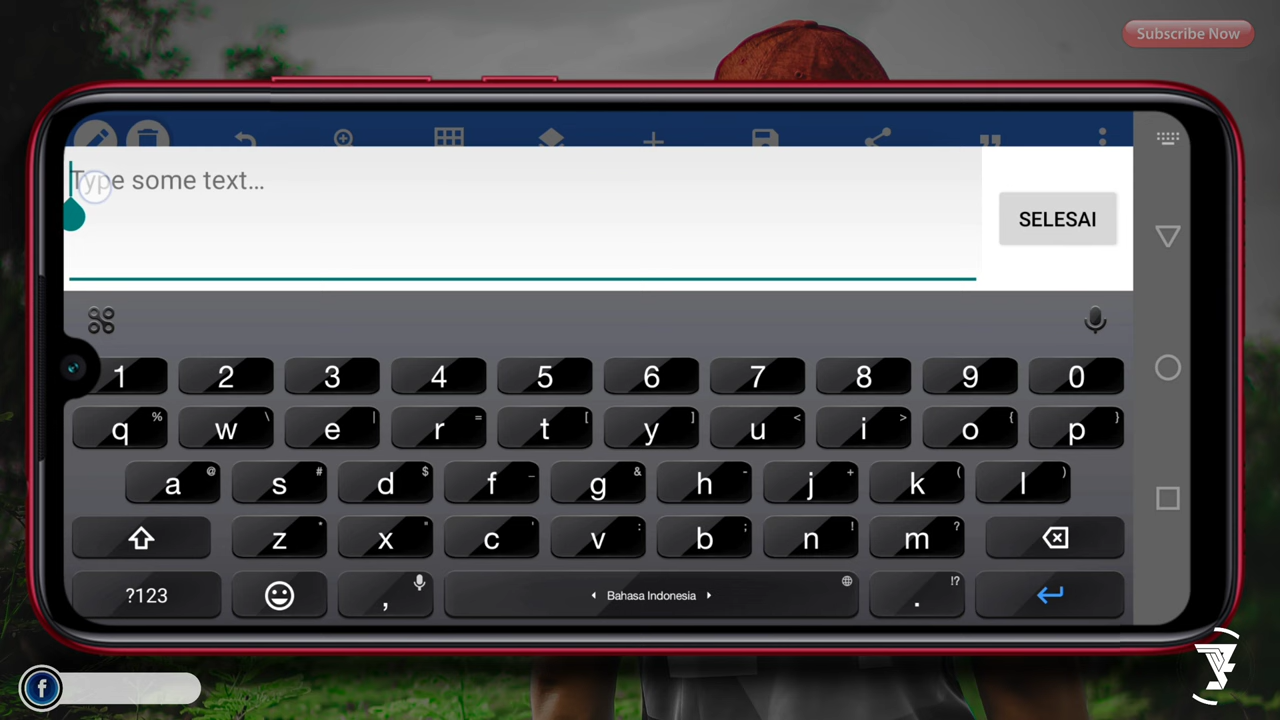 Subscribe Now
Type some text...
SELESAI
1 2 3 4 5 6 7 8 9 0
q % w \ e | r = t [ y ] u < i > o { p }
a @ s # d $ f _ g & h - j + k ( l )
z * x " c ' v : b ; n ! m ?
?123 , Bahasa Indonesia . !?
f